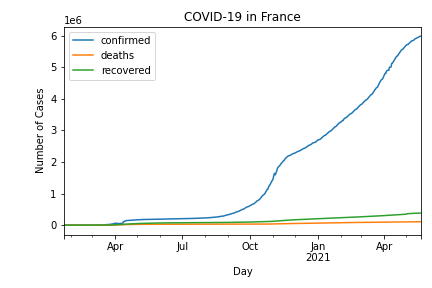 COVID-19 in France
1e6
confirmed
deaths
recovered
Number of Cases
6
5
4
3
2
1
0
Apr
Jul
Oct
Jan
2021
Apr
Day